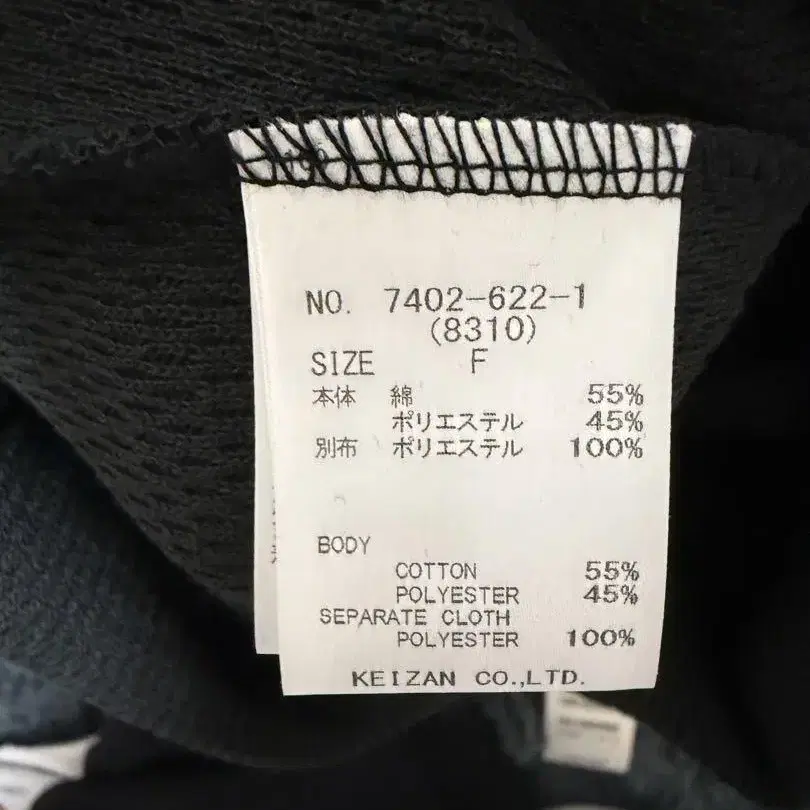 NO. 7402-622-1
(8310)
SIZE F
本体 綿 55%
ポリエステル 45%
別布 ポリエステル 100%
BODY
COTTON 55%
POLYESTER 45%
SEPARATE CLOTH
POLYESTER 100%
KEIZAN CO.,LTD.